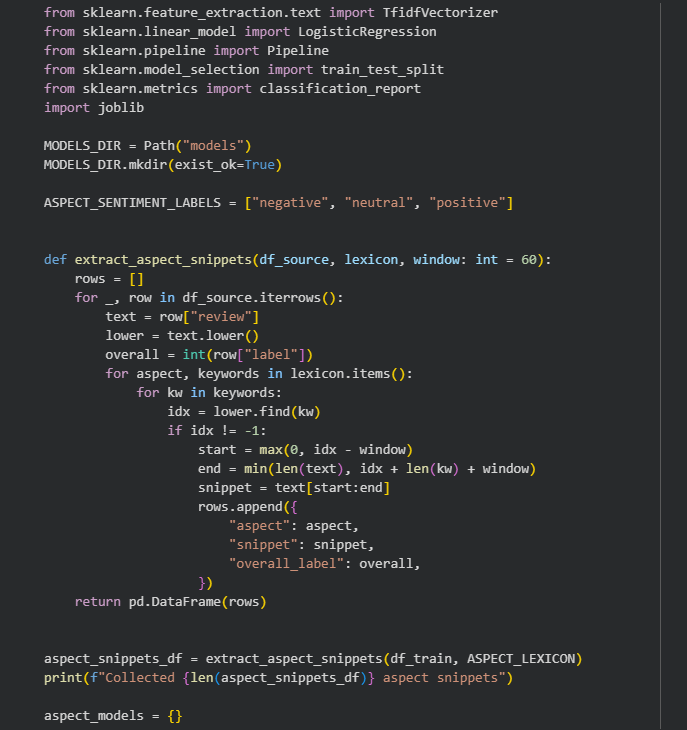 from sklearn.feature_extraction.text import TfidfVectorizer
from sklearn.linear_model import LogisticRegression
from sklearn.pipeline import Pipeline
from sklearn.model_selection import train_test_split
from sklearn.metrics import classification_report
import joblib

MODELS_DIR = Path("models")
MODELS_DIR.mkdir(exist_ok=True)

ASPECT_SENTIMENT_LABELS = ["negative", "neutral", "positive"]


def extract_aspect_snippets(df_source, lexicon, window: int = 60):
    rows = []
    for _, row in df_source.iterrows():
        text = row["review"]
        lower = text.lower()
        overall = int(row["label"])
        for aspect, keywords in lexicon.items():
            for kw in keywords:
                idx = lower.find(kw)
                if idx != -1:
                    start = max(0, idx - window)
                    end = min(len(text), idx + len(kw) + window)
                    snippet = text[start:end]
                    rows.append({
                        "aspect": aspect,
                        "snippet": snippet,
                        "overall_label": overall,
                    })
    return pd.DataFrame(rows)


aspect_snippets_df = extract_aspect_snippets(df_train, ASPECT_LEXICON)
print(f"Collected {len(aspect_snippets_df)} aspect snippets")

aspect_models = {}